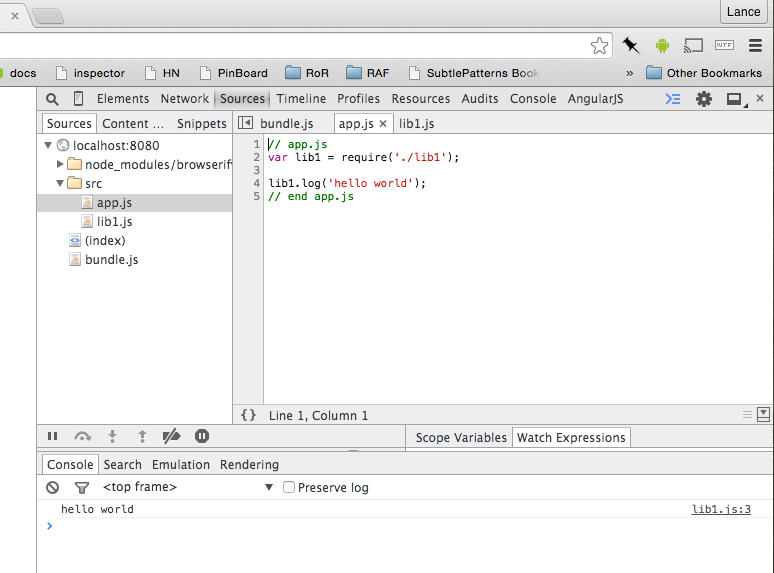 Lance
WTF
docs inspector HN PinBoard RoR RAF SubtlePatterns Book » Other Bookmarks
Elements Network Sources Timeline Profiles Resources Audits Console AngularJS
Sources Content ... Snippets bundle.js app.js × lib1.js
localhost:8080
node_modules/browserif
src
app.js
lib1.js
(index)
bundle.js
1 // app.js
2 var lib1 = require('./lib1');
3
4 lib1.log('hello world');
5 // end app.js
{} Line 1, Column 1
Scope Variables Watch Expressions
Console Search Emulation Rendering
<top frame> Preserve log
hello world lib1.js:3